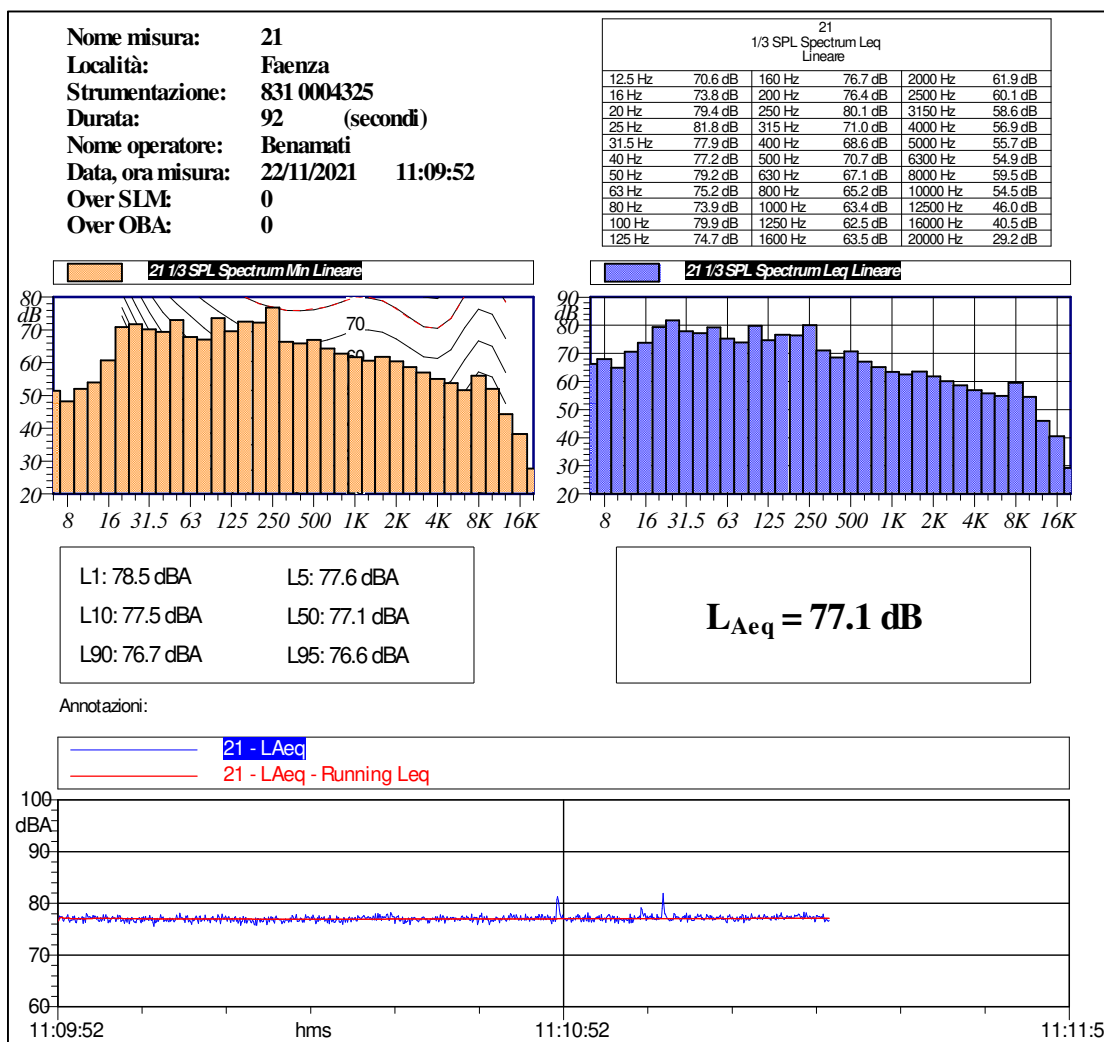 Nome misura: 21
Località: Faenza
Strumentazione: 831 0004325
Durata: 92 (secondi)
Nome operatore: Benamati
Data, ora misura: 22/11/2021 11:09:52
Over SLM: 0
Over OBA: 0
21
1/3 SPL Spectrum Leq
Lineare
12.5 Hz 70.6 dB 160 Hz 76.7 dB 2000 Hz 61.9 dB
16 Hz 73.8 dB 200 Hz 76.4 dB 2500 Hz 60.1 dB
20 Hz 79.4 dB 250 Hz 80.1 dB 3150 Hz 58.6 dB
25 Hz 81.8 dB 315 Hz 71.0 dB 4000 Hz 56.9 dB
31.5 Hz 77.9 dB 400 Hz 68.6 dB 5000 Hz 55.7 dB
40 Hz 77.2 dB 500 Hz 70.7 dB 6300 Hz 54.9 dB
50 Hz 79.2 dB 630 Hz 67.1 dB 8000 Hz 59.5 dB
63 Hz 75.2 dB 800 Hz 65.2 dB 10000 Hz 54.5 dB
80 Hz 73.9 dB 1000 Hz 63.4 dB 12500 Hz 46.0 dB
100 Hz 79.9 dB 1250 Hz 62.5 dB 16000 Hz 40.5 dB
125 Hz 74.7 dB 1600 Hz 63.5 dB 20000 Hz 29.2 dB
21 1/3 SPL Spectrum Min Lineare
80
dB
70
60
50
40
30
20
70
60
8 16 31.5 63 125 250 500 1K 2K 4K 8K 16K
21 1/3 SPL Spectrum Leq Lineare
90
dB
80
70
60
50
40
30
20
8 16 31.5 63 125 250 500 1K 2K 4K 8K 16K
L1: 78.5 dBA L5: 77.6 dBA
L10: 77.5 dBA L50: 77.1 dBA
L90: 76.7 dBA L95: 76.6 dBA
LAeq = 77.1 dB
Annotazioni:
21 - LAeq
21 - LAeq - Running Leq
100
dBA
90
80
70
60
11:09:52 hms 11:10:52 11:11:5